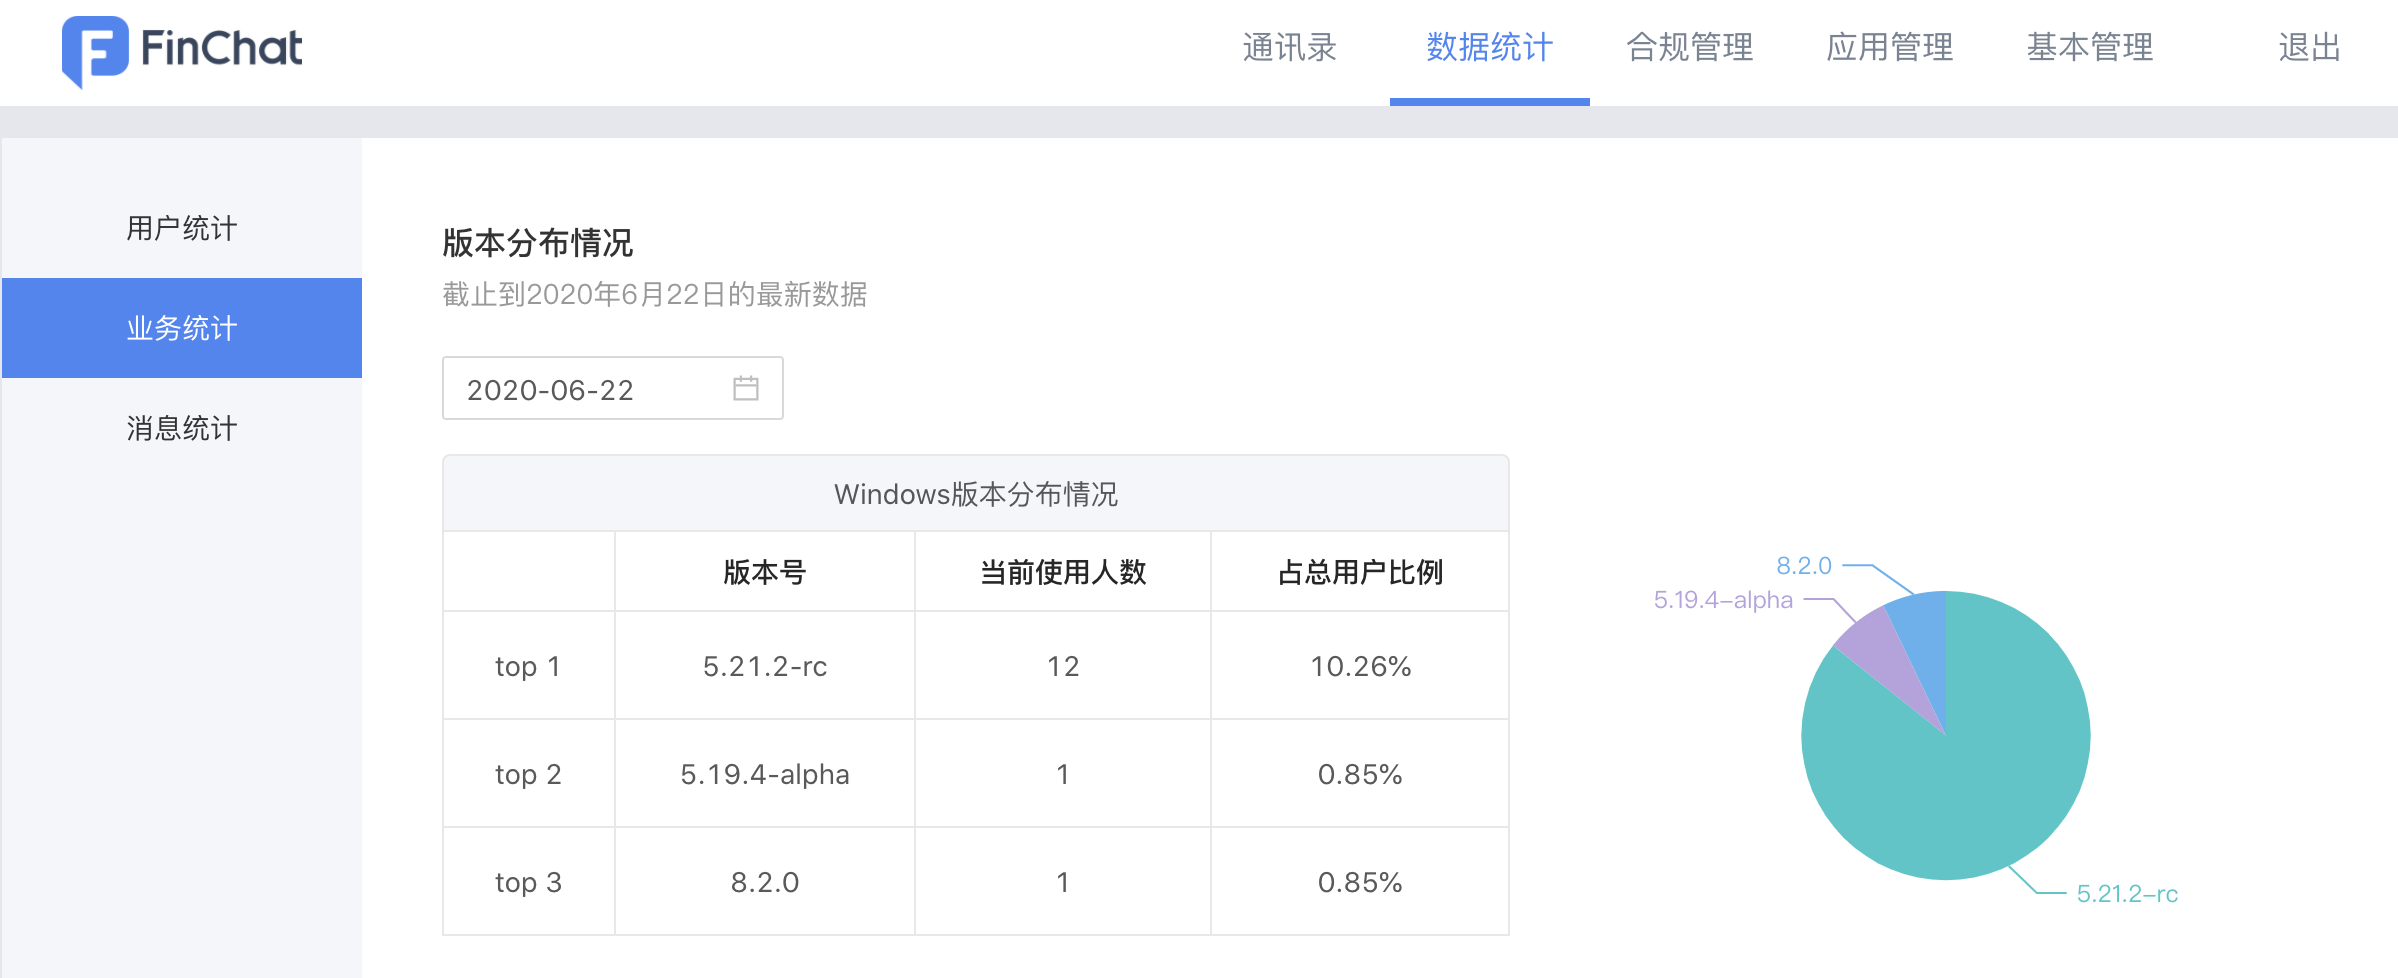 FinChat
通讯录 数据统计 合规管理 应用管理 基本管理 退出
用户统计
业务统计
消息统计
版本分布情况
截止到2020年6月22日的最新数据
2020-06-22
Windows版本分布情况
版本号 当前使用人数 占总用户比例
top 1 5.21.2-rc 12 10.26%
top 2 5.19.4-alpha 1 0.85%
top 3 8.2.0 1 0.85%
8.2.0
5.19.4-alpha
5.21.2-rc